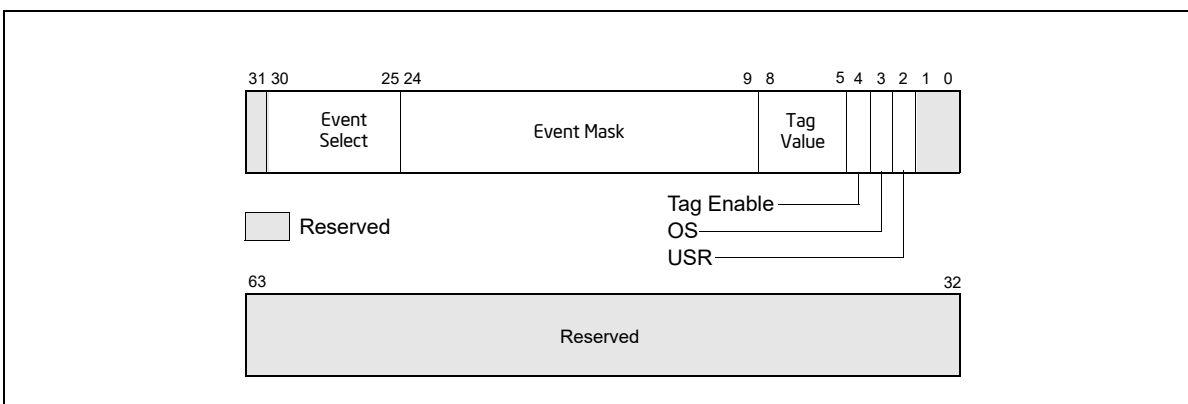 31 30 25 24 9 8 5 4 3 2 1 0
Event
Select
Event Mask
Tag
Value
Tag Enable
OS
USR
Reserved
63 32
Reserved